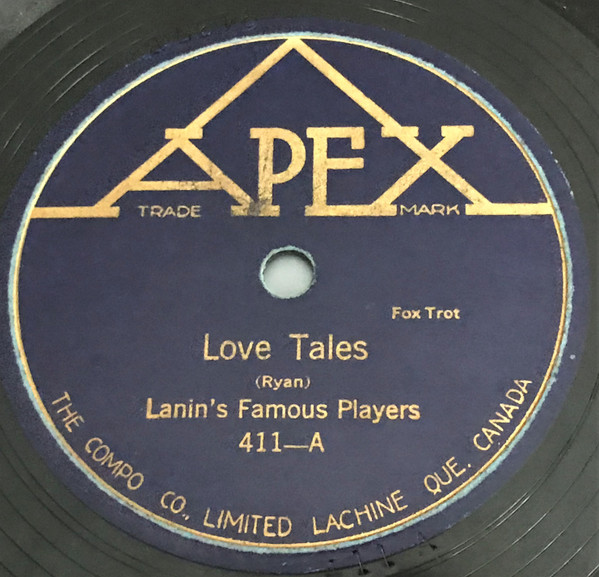 APEX
TRADE MARK
Fox Trot
Love Tales
(Ryan)
Lanin's Famous Players
411—A
THE COMPO CO., LIMITED LACHINE QUE. CANADA